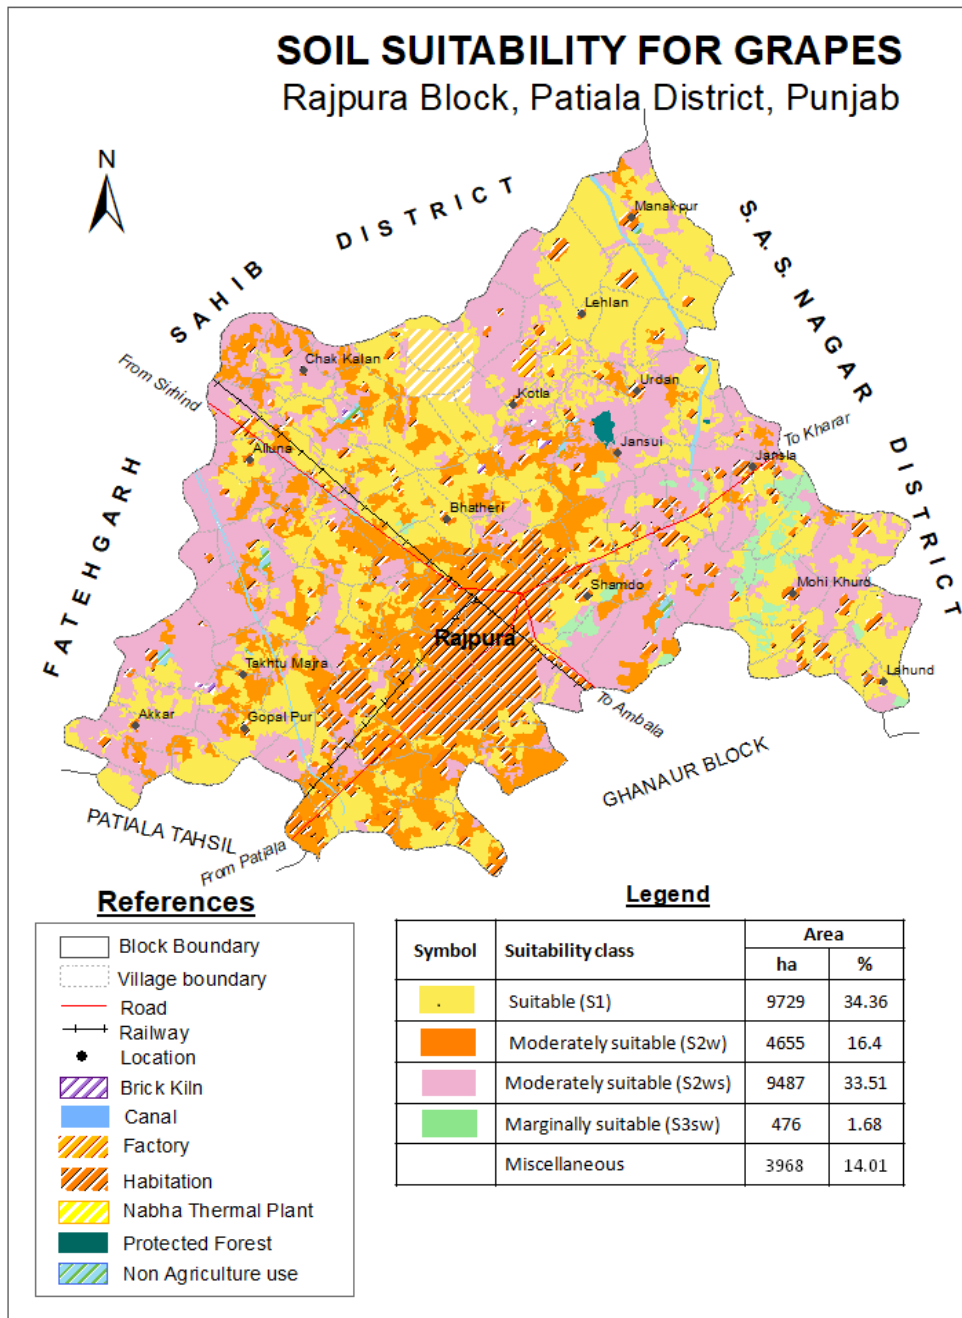 SOIL SUITABILITY FOR GRAPES
Rajpura Block, Patiala District, Punjab
N
FATEHGARH SAHIB DISTRICT
S.A.S. NAGAR DISTRICT
Manakpur
Lehlan
Chak Kalan
From Sirhind
Kotla
Urdan
Jansui
To Kharar
Jansla
Alluna
Bhatheri
Shamdo
Mohi Khurd
Rajpura
Takhtu Majra
Lahund
Akkar
Gopal Pur
To Ambala
GHANAUR BLOCK
PATIALA TAHSIL
From Patiala
References
Block Boundary
Village boundary
Road
Railway
Location
Brick Kiln
Canal
Factory
Habitation
Nabha Thermal Plant
Protected Forest
Non Agriculture use
Legend
Symbol Suitability class Area
ha %
Suitable (S1) 9729 34.36
Moderately suitable (S2w) 4655 16.4
Moderately suitable (S2ws) 9487 33.51
Marginally suitable (S3sw) 476 1.68
Miscellaneous 3968 14.01